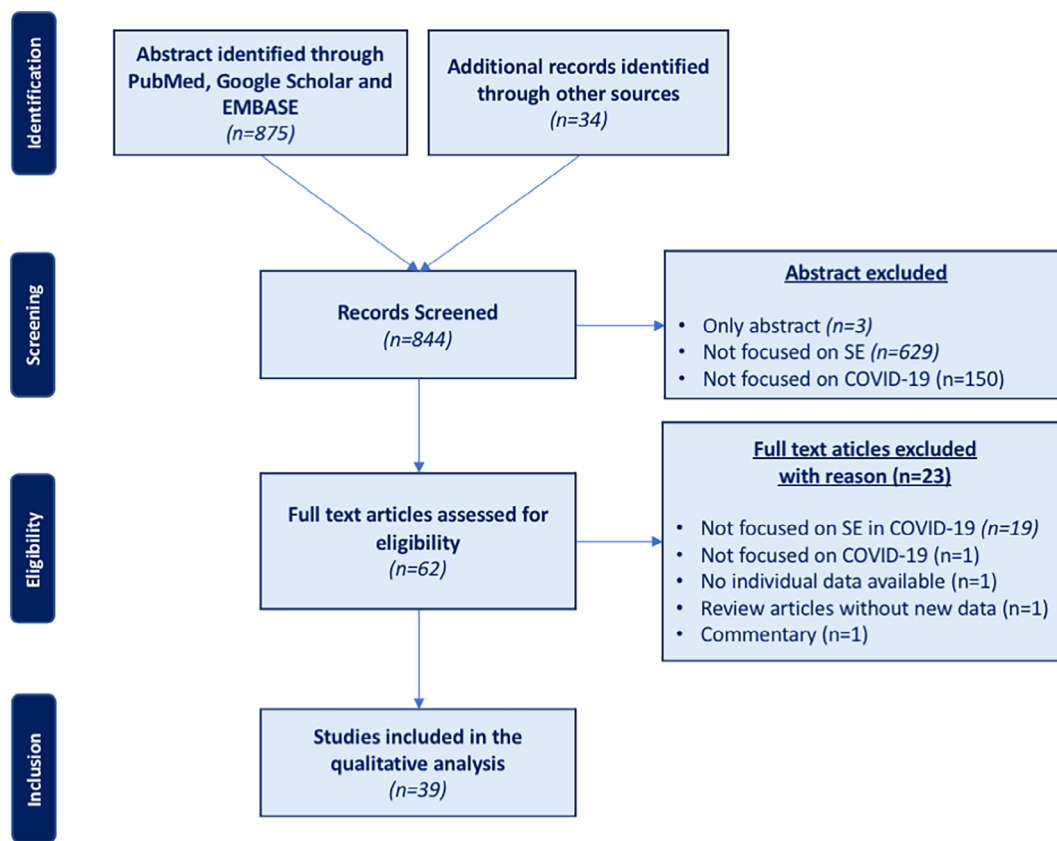 Identification
Abstract identified through
PubMed, Google Scholar and
EMBASE
(n=875)
Additional records identified
through other sources
(n=34)
Screening
Records Screened
(n=844)
Abstract excluded
• Only abstract (n=3)
• Not focused on SE (n=629)
• Not focused on COVID-19 (n=150)
Eligibility
Full text articles assessed for
eligibility
(n=62)
Full text aticles excluded
with reason (n=23)
• Not focused on SE in COVID-19 (n=19)
• Not focused on COVID-19 (n=1)
• No individual data available (n=1)
• Review articles without new data (n=1)
• Commentary (n=1)
Inclusion
Studies included in the
qualitative analysis
(n=39)